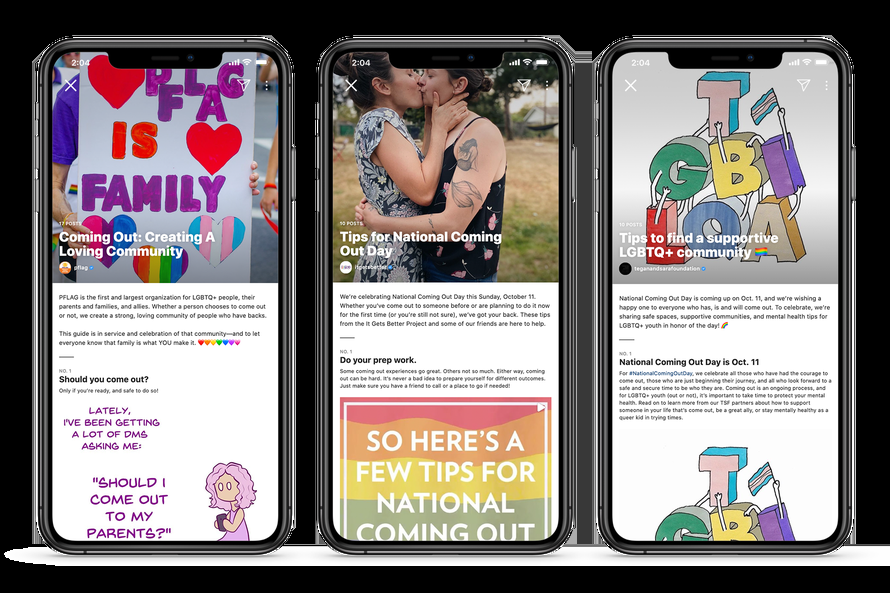 2:04
PFLG
FA
IS
FAMILY
17 POSTS
Coming Out: Creating A
Loving Community
pflag
PFLAG is the first and largest organization for LGBTQ+ people, their
parents and families, and allies. Whether a person chooses to come out
or not, we create a strong, loving community of people who have backs.
This guide is in service and celebration of that community—and to let
everyone know that family is what YOU make it. ❤️🧡💛💚💙💜
NO. 1
Should you come out?
Only if you're ready, and safe to do so!
LATELY,
I'VE BEEN GETTING
A LOT OF DMS
ASKING ME:
"SHOULD I
COME OUT
TO MY
PARENTS?"
2:04
Tips for National Coming
Out Day
itgetsbetter
We're celebrating National Coming Out Day this Sunday, October 11.
Whether you've come out to someone before or are planning to do it now
for the first time (or you're still not sure), we've got your back. These tips
from the It Gets Better Project and some of our friends are here to help.
NO. 1
Do your prep work.
Some coming out experiences go great. Others not so much. Either way, coming
out can be hard. It's never a bad idea to prepare yourself for different outcomes.
Just make sure you have a friend to call or a place to go if needed!
SO HERE'S A
FEW TIPS FOR
NATIONAL
COMING OUT
2:04
T
GBI
LQA
10 POSTS
Tips to find a supportive
LGBTQ+ community 🏳️‍🌈
teganandsarafoundation
National Coming Out Day is coming up on Oct. 11, and we're wishing a
happy one to everyone who has, is and will come out. To celebrate, we're
sharing safe spaces, supportive communities, and mental health tips for
LGBTQ+ youth in honor of the day! 🌈
NO. 1
National Coming Out Day is Oct. 11
For #NationalComingOutDay, we celebrate all those who have had the courage to
come out, those who are just beginning their journey, and all who look forward to a
safe and secure time to be who they are. Coming out is an ongoing process, and
for LGBTQ+ youth (out or not), it's important to take time to protect your mental
health. Read on to learn more from our TSF partners about how to support
someone in your life that's come out, be a great ally, or stay mentally healthy as a
queer kid in trying times.
T
GBI